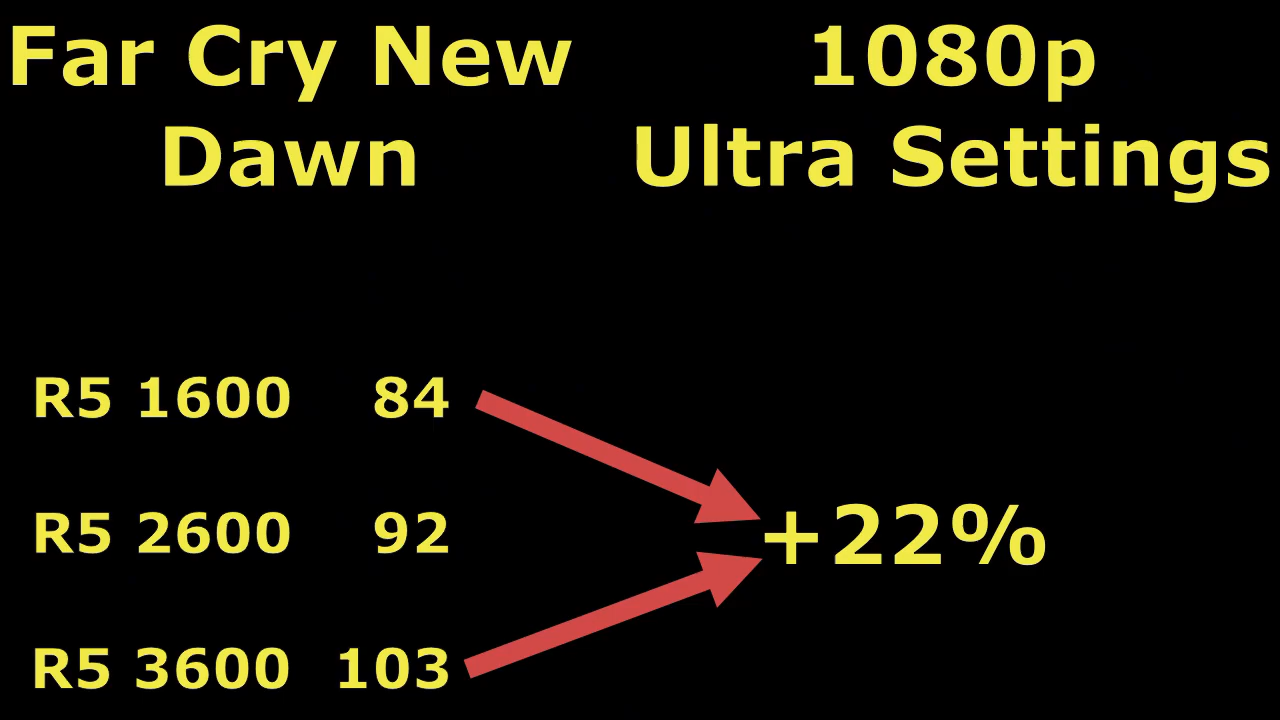 Far Cry New
Dawn
1080p
Ultra Settings
R5 1600 84
R5 2600 92
+22%
R5 3600 103